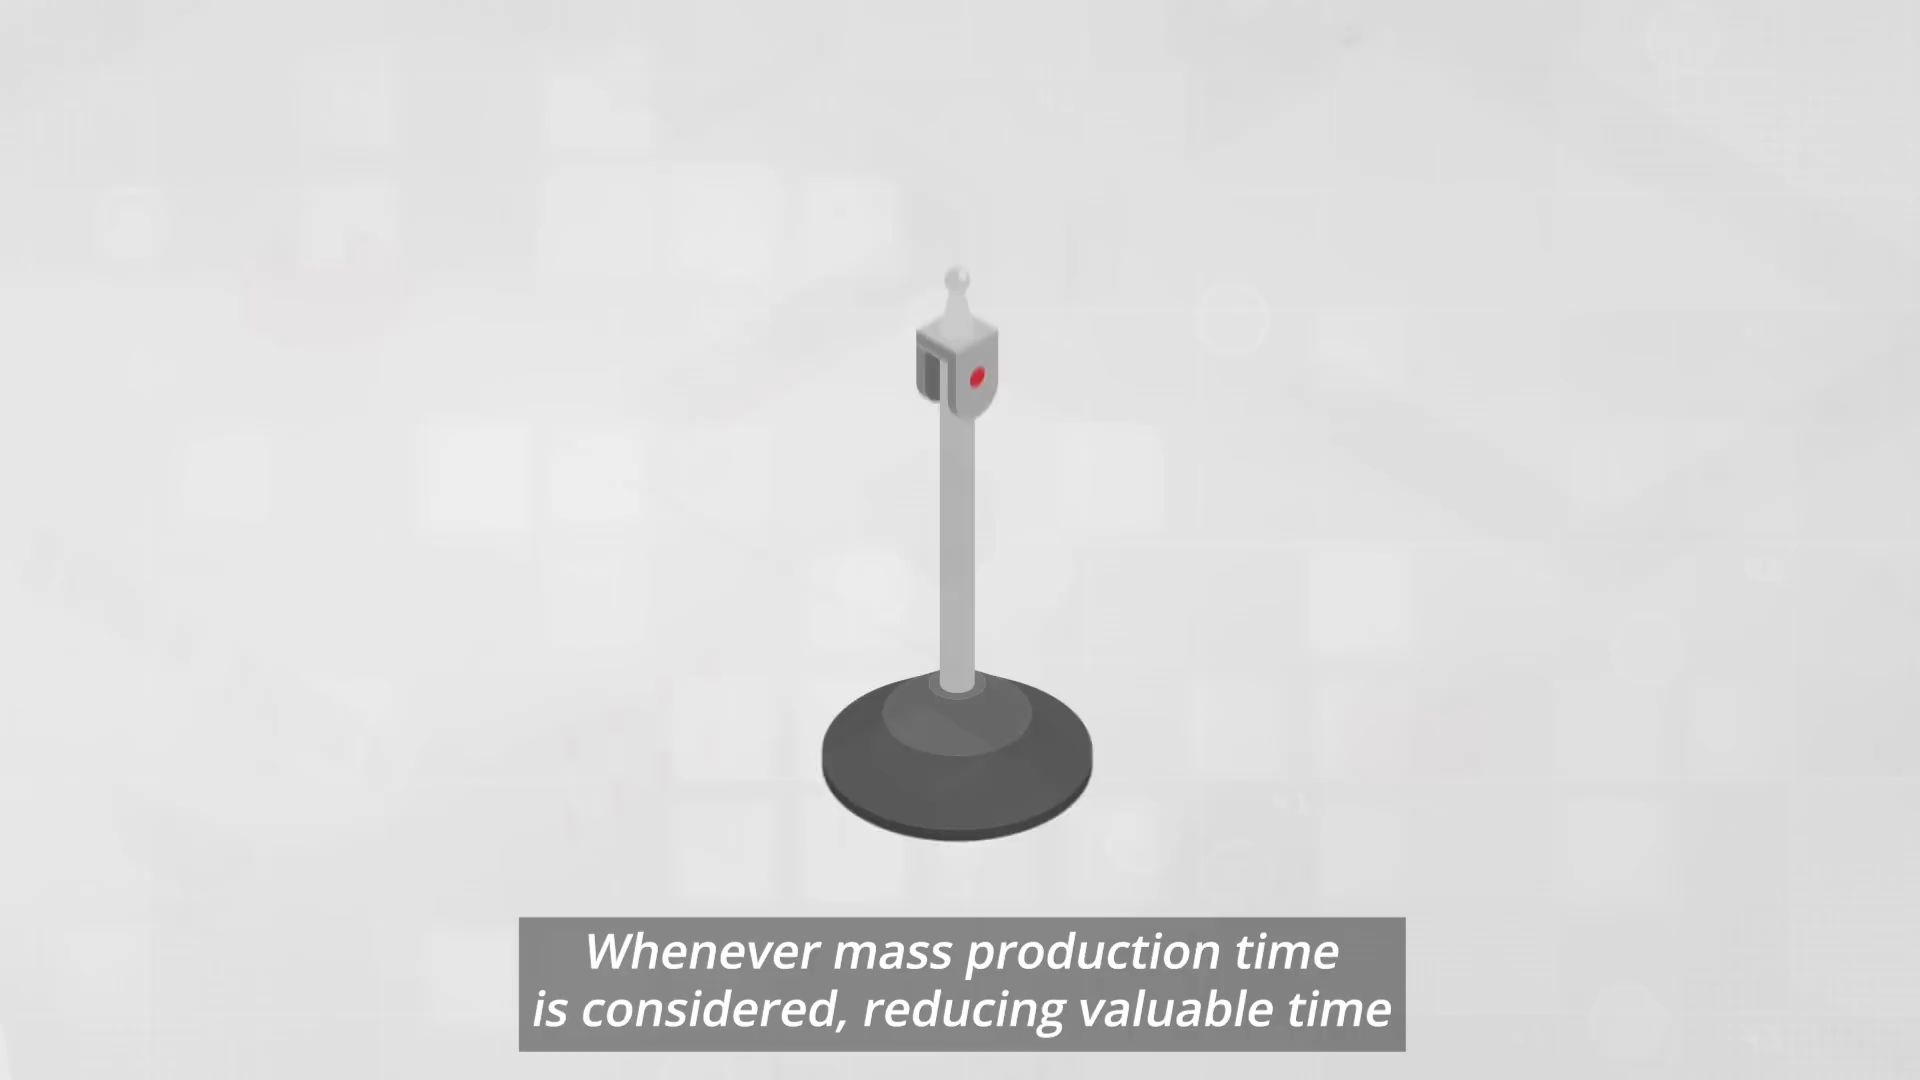 Whenever mass production time
is considered, reducing valuable time